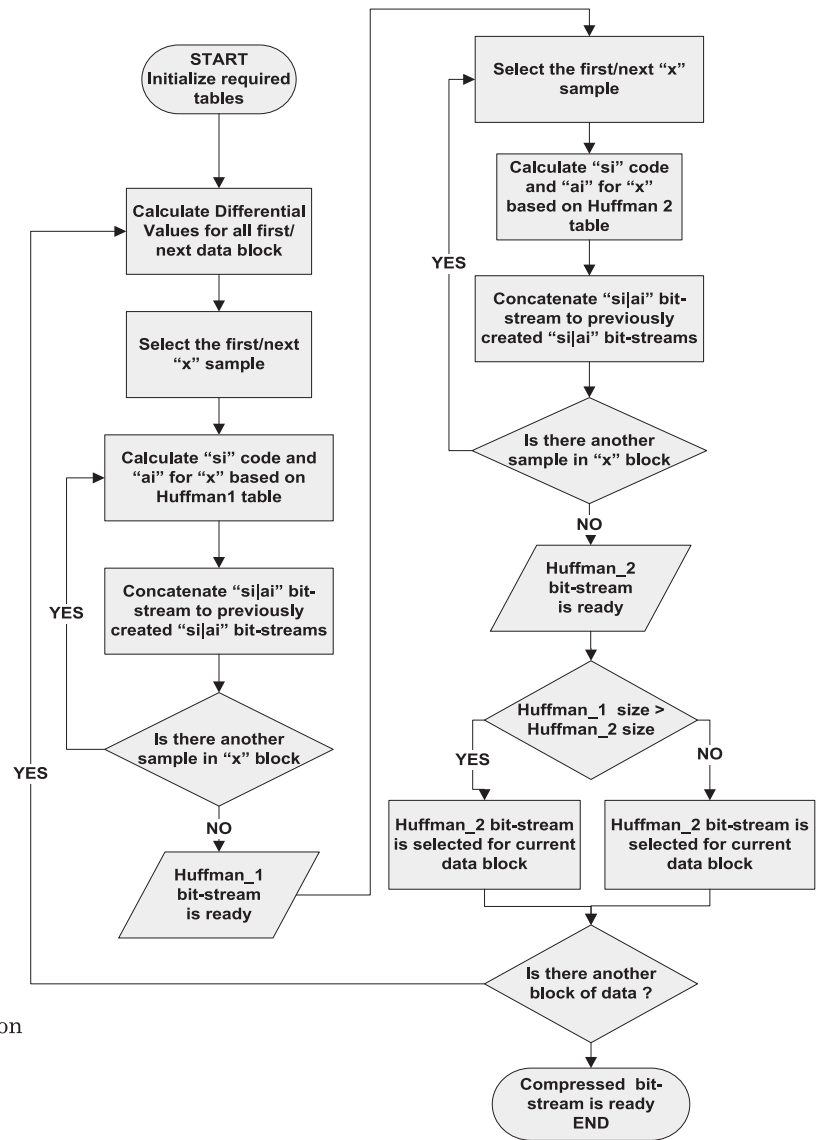 START
Initialize required
tables
Calculate Differential
Values for all first/
next data block
Select the first/next
“x” sample
Calculate “si” code and
“ai” for “x” based on
Huffman1 table
YES
Concatenate “si|ai” bit-
stream to previously
created “si|ai” bit-streams
Is there another
sample in “x” block
YES
NO
Huffman_1
bit-stream
is ready
Select the first/next “x”
sample
Calculate “si” code
and “ai” for “x”
based on Huffman 2
table
YES
Concatenate “si|ai” bit-
stream to previously
created “si|ai” bit-streams
Is there another
sample in “x” block
NO
Huffman_2
bit-stream
is ready
Huffman_1 size >
Huffman_2 size
YES
NO
Huffman_2 bit-stream
is selected for current
data block
Huffman_2 bit-stream is
selected for current
data block
Is there another
block of data ?
Compressed bit-
stream is ready
END
on